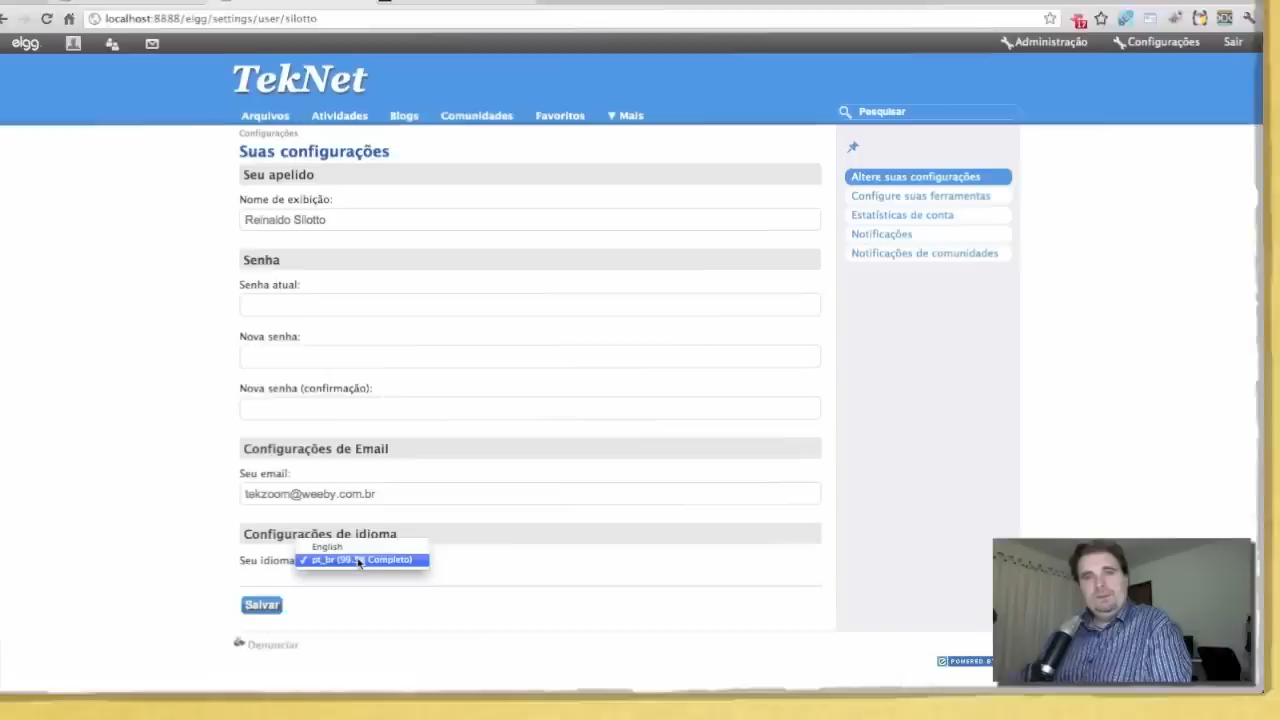 localhost:8888/elgg/settings/user/silotto
17
elgg
Administração
Configurações
Sair
TekNet
Arquivos Atividades Blogs Comunidades Favoritos ▼ Mais
Pesquisar
Configurações
Suas configurações
Seu apelido
Nome de exibição:
Reinaldo Silotto
Senha
Senha atual:
Nova senha:
Nova senha (confirmação):
Configurações de Email
Seu email:
tekzoom@weeby.com.br
Configurações de idioma
English
Seu idioma
✓ pt_br Completo)
Salvar
Denunciar
Altere suas configurações
Configure suas ferramentas
Estatísticas de conta
Notificações
Notificações de comunidades
POWERED